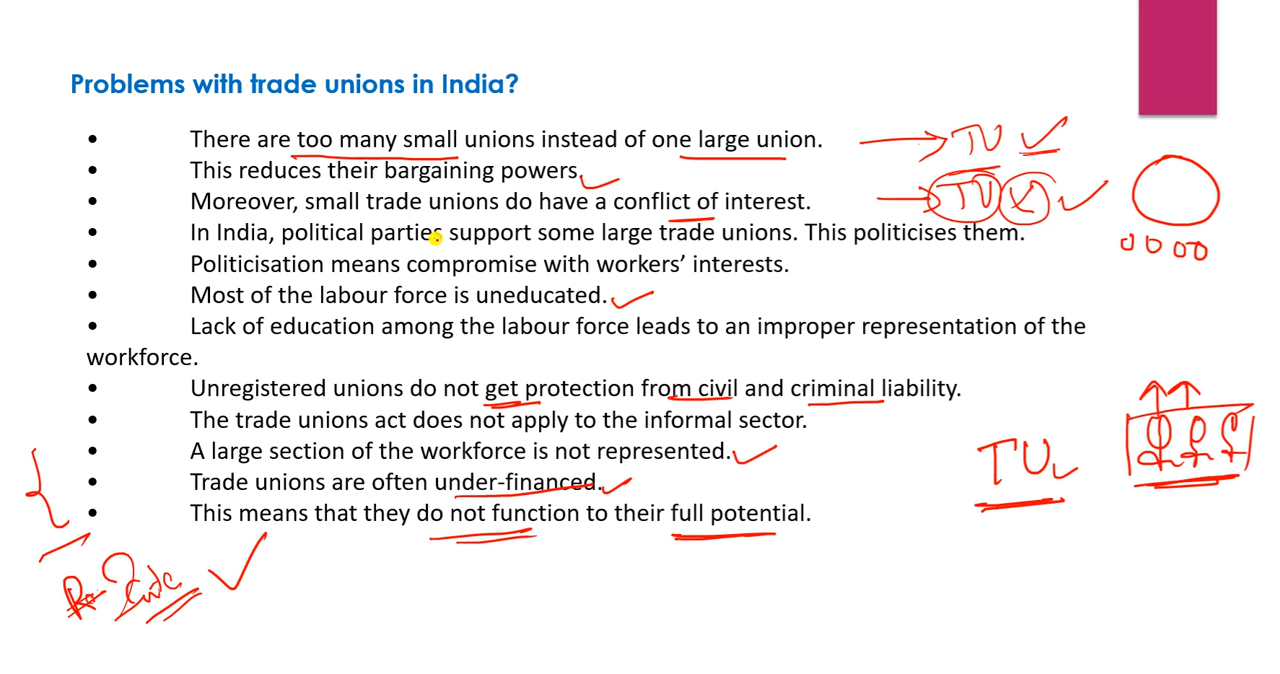 Problems with trade unions in India?
• There are too many small unions instead of one large union. TU
• This reduces their bargaining powers.
• Moreover, small trade unions do have a conflict of interest. TU
• In India, political parties support some large trade unions. This politicises them.
• Politicisation means compromise with workers’ interests.
• Most of the labour force is uneducated.
• Lack of education among the labour force leads to an improper representation of the
workforce.
• Unregistered unions do not get protection from civil and criminal liability.
• The trade unions act does not apply to the informal sector.
• A large section of the workforce is not represented. TU
• Trade unions are often under-financed.
• This means that they do not function to their full potential.